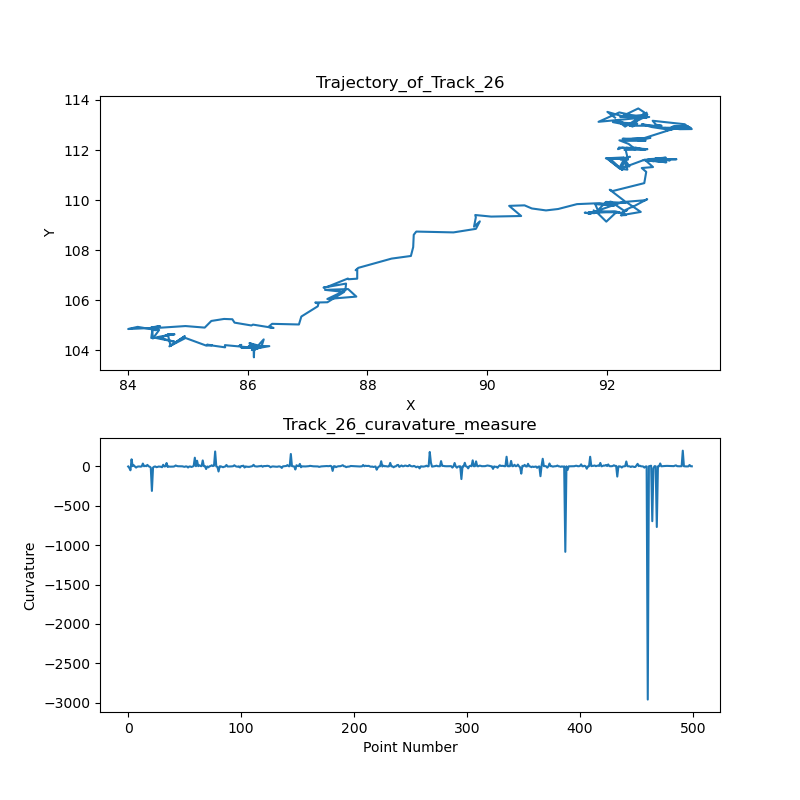 Trajectory_of_Track_26
114
112
110
108
106
104
Y
84 86 88 90 92
X
Track_26_curavature_measure
0
−500
−1000
−1500
−2000
−2500
−3000
Curvature
0 100 200 300 400 500
Point Number